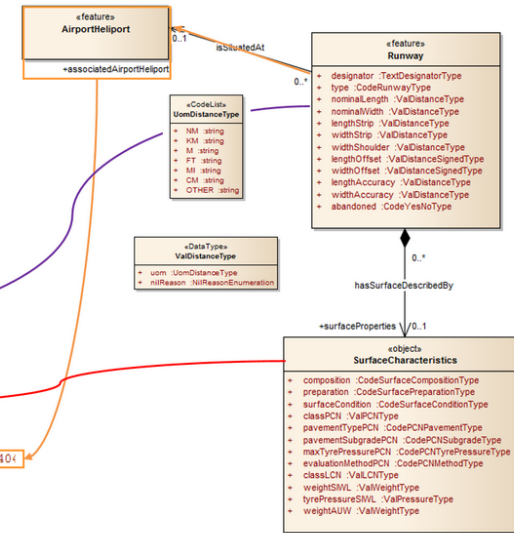 «feature»
AirportHeliport
0..1
+associatedAirportHeliport
isSituatedAt
0..*
«feature»
Runway
+ designator :TextDesignatorType
+ type :CodeRunwayType
+ nominalLength :ValDistanceType
+ nominalWidth :ValDistanceType
+ lengthStrip :ValDistanceType
+ widthStrip :ValDistanceType
+ widthShoulder :ValDistanceType
+ lengthOffset :ValDistanceSignedType
+ widthOffset :ValDistanceSignedType
+ lengthAccuracy :ValDistanceType
+ widthAccuracy :ValDistanceType
+ abandoned :CodeYesNoType
«CodeList»
UomDistanceType
+ NM :string
+ KM :string
+ M :string
+ FT :string
+ MI :string
+ CM :string
+ OTHER :string
«DataType»
ValDistanceType
+ uom :UomDistanceType
+ nilReason :NilReasonEnumeration
0..*
hasSurfaceDescribedBy
+surfaceProperties
0..1
«object»
SurfaceCharacteristics
+ composition :CodeSurfaceCompositionType
+ preparation :CodeSurfacePreparationType
+ surfaceCondition :CodeSurfaceConditionType
+ classPCN :ValPCNType
+ pavementTypePCN :CodePCNPavementType
+ pavementSubgradePCN :CodePCNSubgradeType
+ maxTyrePressurePCN :CodePCNTyrePressureType
+ evaluationMethodPCN :CodePCNMethodType
+ classLCN :ValLCNType
+ weightSIWL :ValWeightType
+ tyrePressureSIWL :ValPressureType
+ weightAUW :ValWeightType